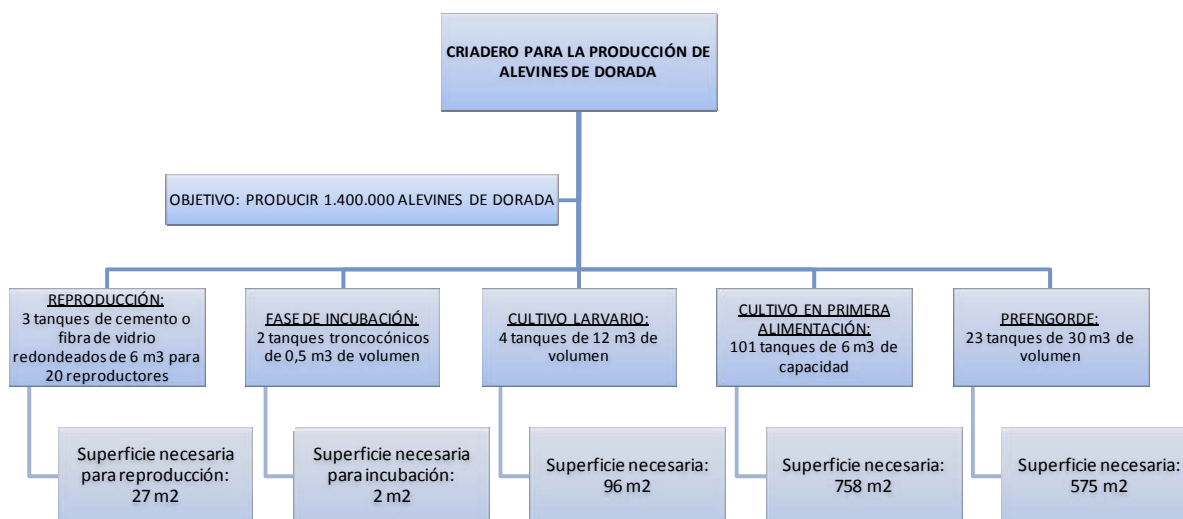 CRIADERO PARA LA PRODUCCIÓN DE
ALEVINES DE DORADA
OBJETIVO: PRODUCIR 1.400.000 ALEVINES DE DORADA
REPRODUCCIÓN:
3 tanques de cemento o
fibra de vidrio
redondeados de 6 m3 para
20 reproductores
FASE DE INCUBACIÓN:
2 tanques troncocónicos
de 0,5 m3 de volumen
CULTIVO LARVARIO:
4 tanques de 12 m3 de
volumen
CULTIVO EN PRIMERA
ALIMENTACIÓN:
101 tanques de 6 m3 de
capacidad
PREENGORDE:
23 tanques de 30 m3 de
volumen
Superficie necesaria
para reproducción:
27 m2
Superficie necesaria
para incubación:
2 m2
Superficie necesaria:
96 m2
Superficie necesaria:
758 m2
Superficie necesaria:
575 m2